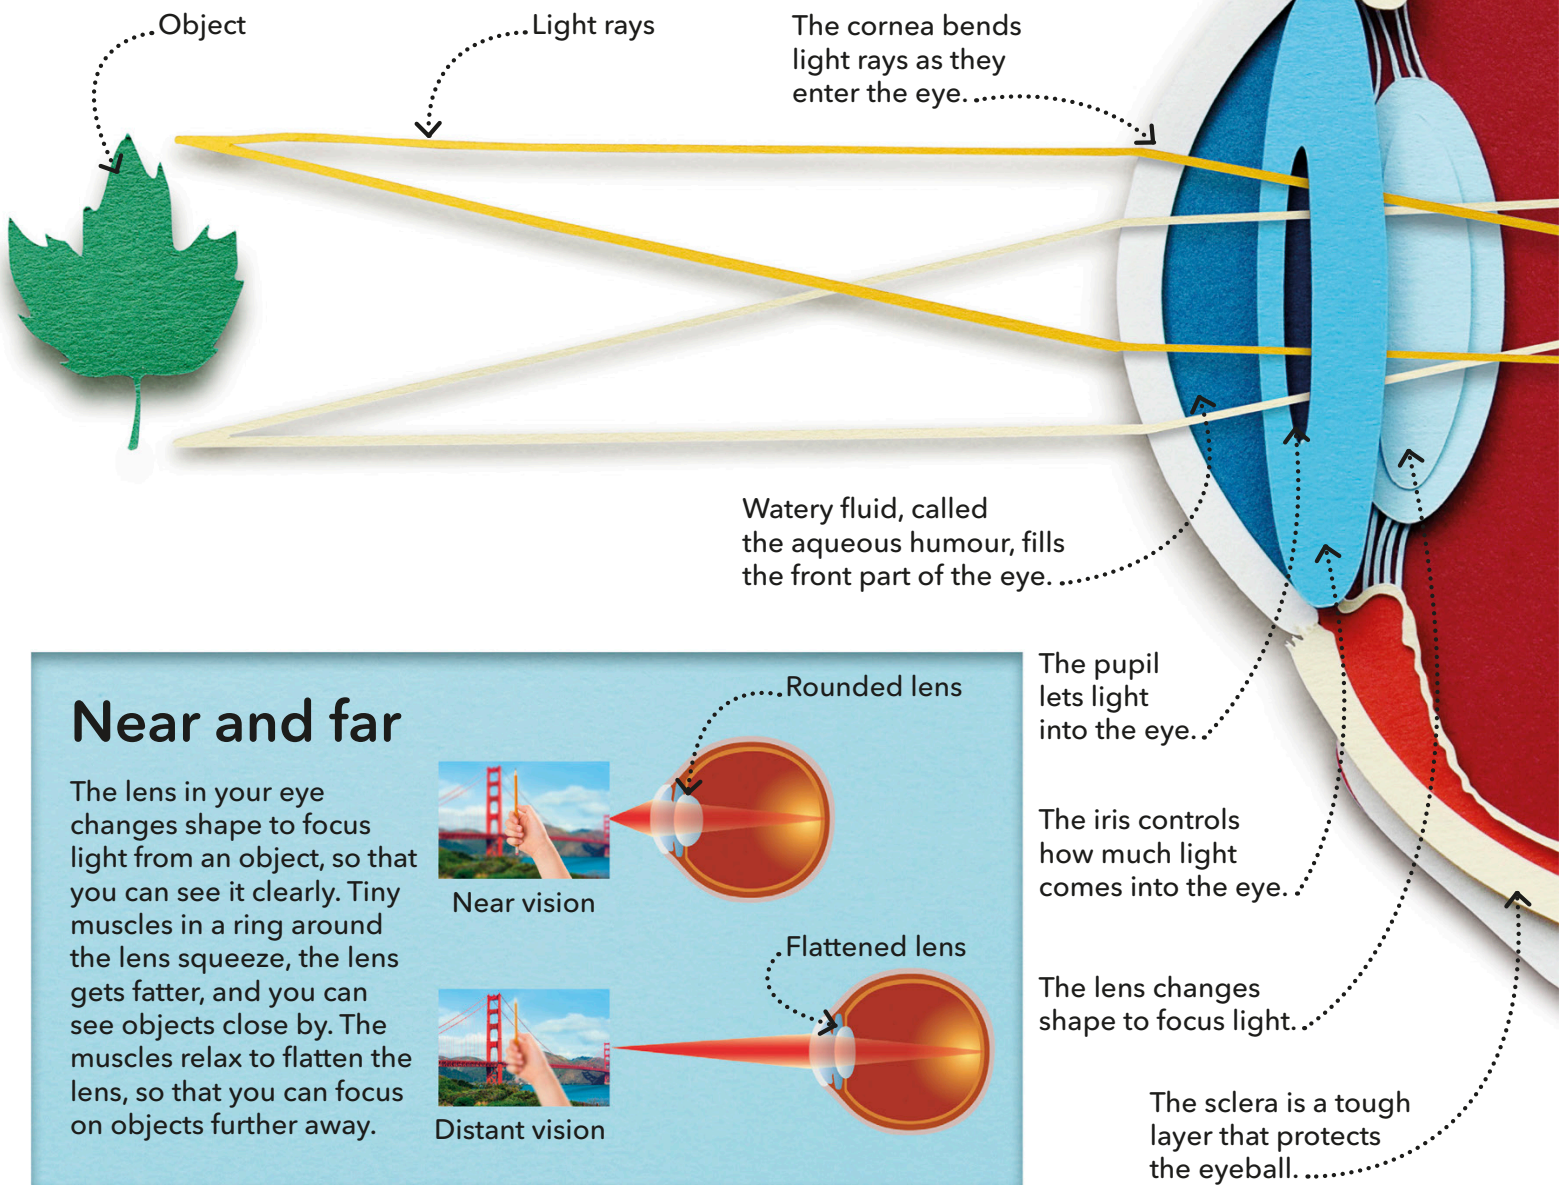 Object
Light rays
The cornea bends
light rays as they
enter the eye.
Watery fluid, called
the aqueous humour, fills
the front part of the eye.
The pupil
lets light
into the eye.
The iris controls
how much light
comes into the eye.
The lens changes
shape to focus light.
The sclera is a tough
layer that protects
the eyeball.
Near and far
The lens in your eye
changes shape to focus
light from an object, so that
you can see it clearly. Tiny
muscles in a ring around
the lens squeeze, the lens
gets fatter, and you can
see objects close by. The
muscles relax to flatten the
lens, so that you can focus
on objects further away.
Rounded lens
Near vision
Flattened lens
Distant vision